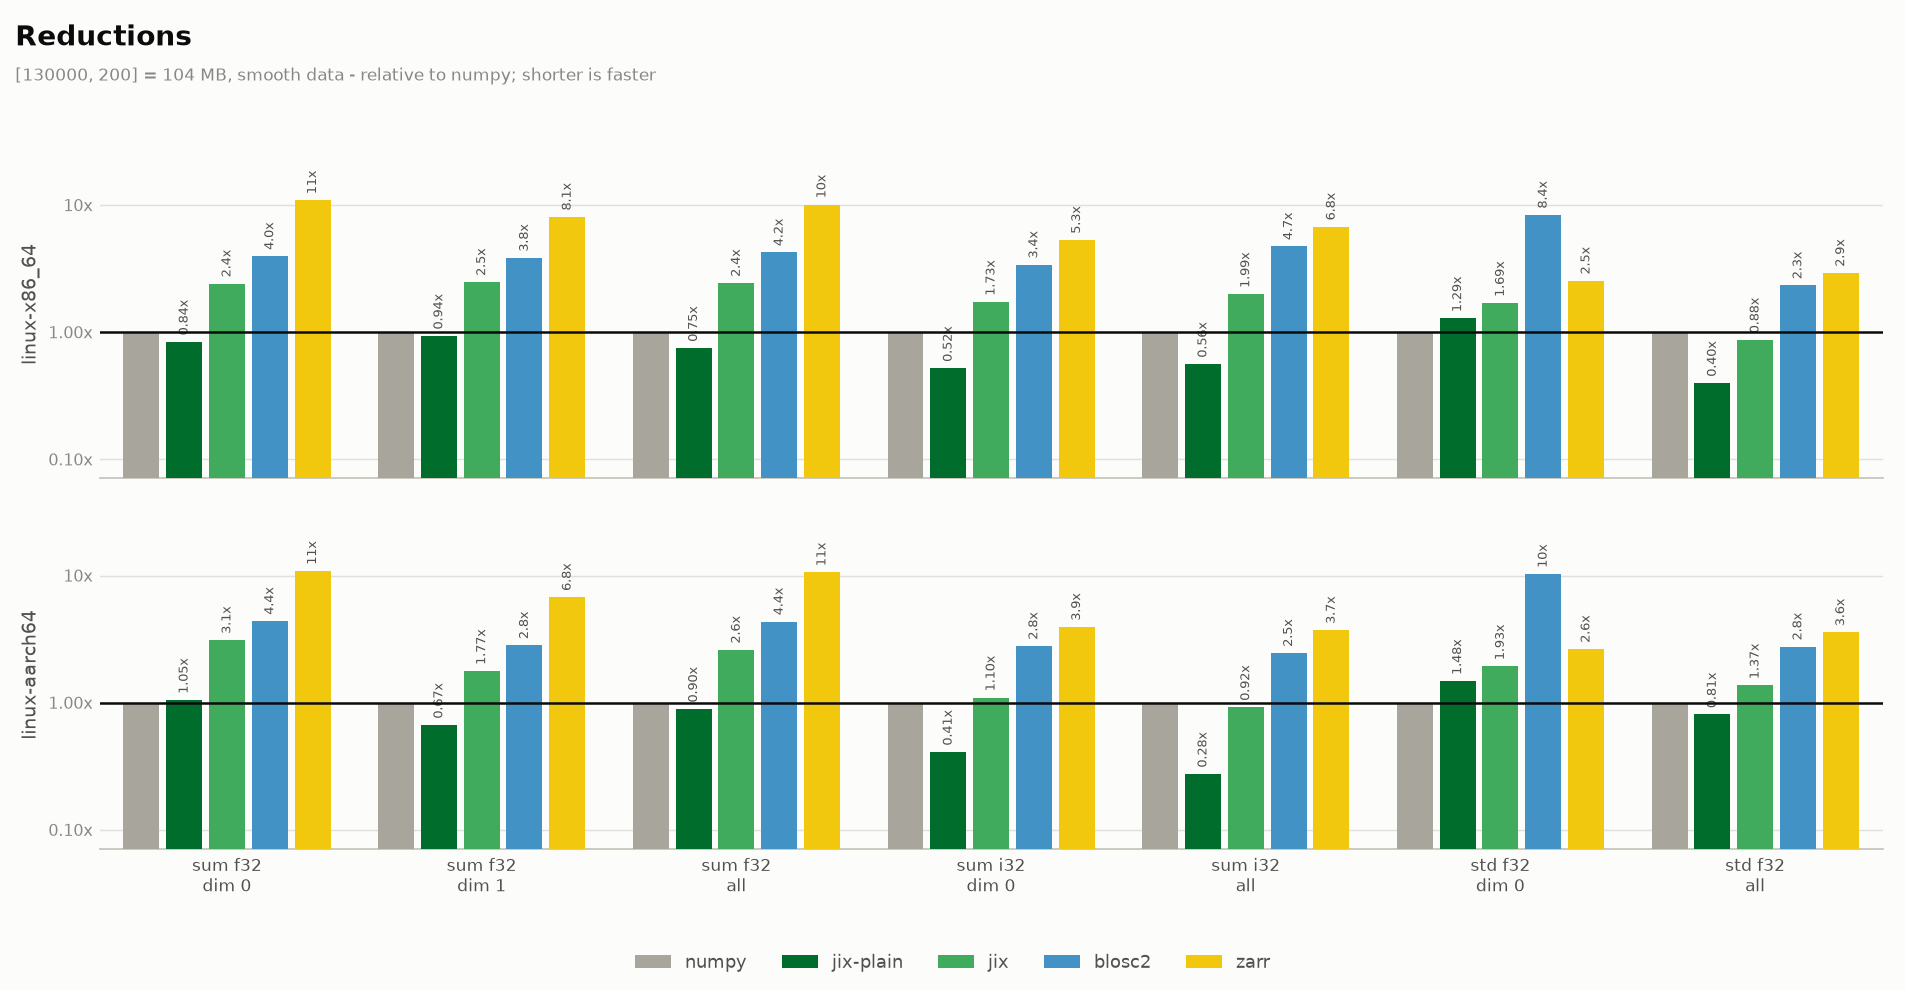 Reductions
[130000, 200] = 104 MB, smooth data - relative to numpy; shorter is faster
linux-x86_64
10x
1.00x
0.10x
0.84x
2.4x
4.0x
11x
0.94x
2.5x
3.8x
8.1x
0.75x
2.4x
4.2x
10x
0.52x
1.73x
3.4x
5.3x
0.56x
1.99x
4.7x
6.8x
1.29x
1.69x
8.4x
2.5x
0.40x
0.88x
2.3x
2.9x
linux-aarch64
10x
1.00x
0.10x
1.05x
3.1x
4.4x
11x
0.67x
1.77x
2.8x
6.8x
0.90x
2.6x
4.4x
11x
0.41x
1.10x
2.8x
3.9x
0.28x
0.92x
2.5x
3.7x
1.48x
1.93x
10x
2.6x
0.81x
1.37x
2.8x
3.6x
sum f32
dim 0
sum f32
dim 1
sum f32
all
sum i32
dim 0
sum i32
all
std f32
dim 0
std f32
all
numpy
jix-plain
jix
blosc2
zarr